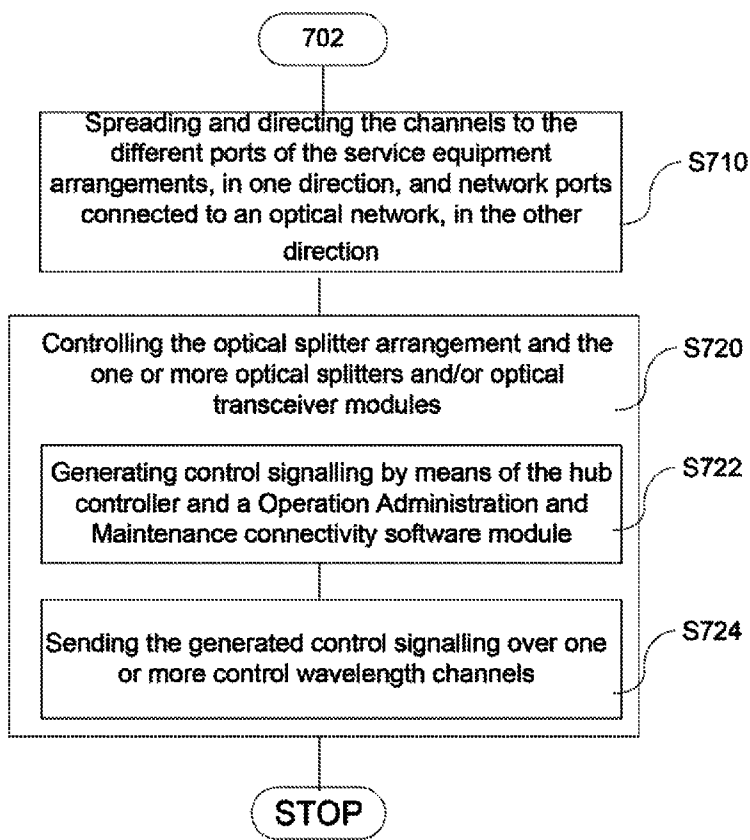 702
Spreading and directing the channels to the
different ports of the service equipment
arrangements, in one direction, and network ports
connected to an optical network, in the other
direction
S710
Controlling the optical splitter arrangement and the
one or more optical splitters and/or optical
transceiver modules
S720
Generating control signalling by means of the hub
controller and a Operation Administration and
Maintenance connectivity software module
S722
Sending the generated control signalling over one
or more control wavelength channels
S724
STOP